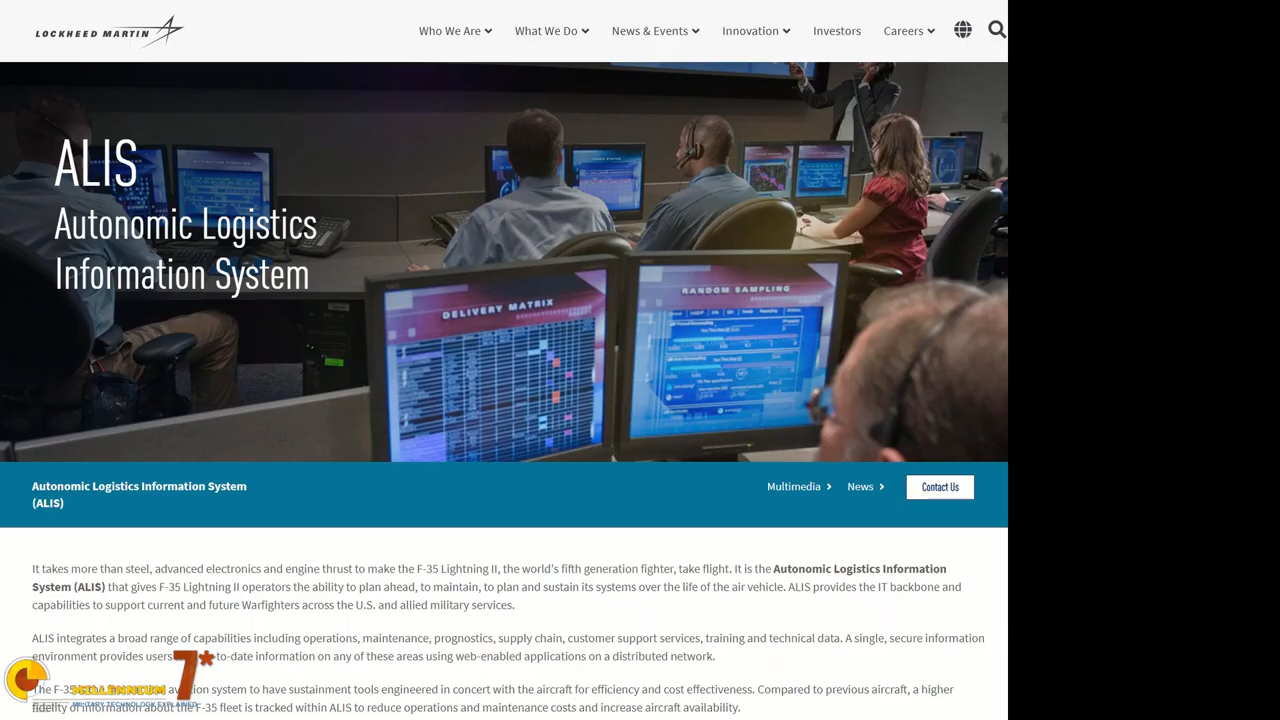 LOCKHEED MARTIN
Who We Are
What We Do
News & Events
Innovation
Investors
Careers
ALIS
Autonomic Logistics
Information System
DELIVERY MATRIX
RANDOM SAMPLING
Autonomic Logistics Information System
(ALIS)
Multimedia
News
Contact Us
It takes more than steel, advanced electronics and engine thrust to make the F-35 Lightning II, the world's fifth generation fighter, take flight. It is the Autonomic Logistics Information
System (ALIS) that gives F-35 Lightning II operators the ability to plan ahead, to maintain, to plan and sustain its systems over the life of the air vehicle. ALIS provides the IT backbone and
capabilities to support current and future Warfighters across the U.S. and allied military services.
ALIS integrates a broad range of capabilities including operations, maintenance, prognostics, supply chain, customer support services, training and technical data. A single, secure information
environment provides users to-date information on any of these areas using web-enabled applications on a distributed network.
The F-35 system to have sustainment tools engineered in concert with the aircraft for efficiency and cost effectiveness. Compared to previous aircraft, a higher
fidelity of information about the F-35 fleet is tracked within ALIS to reduce operations and maintenance costs and increase aircraft availability.
MILLENNIUM 7*
MILITARY TECHNOLOGY EXPLAINED